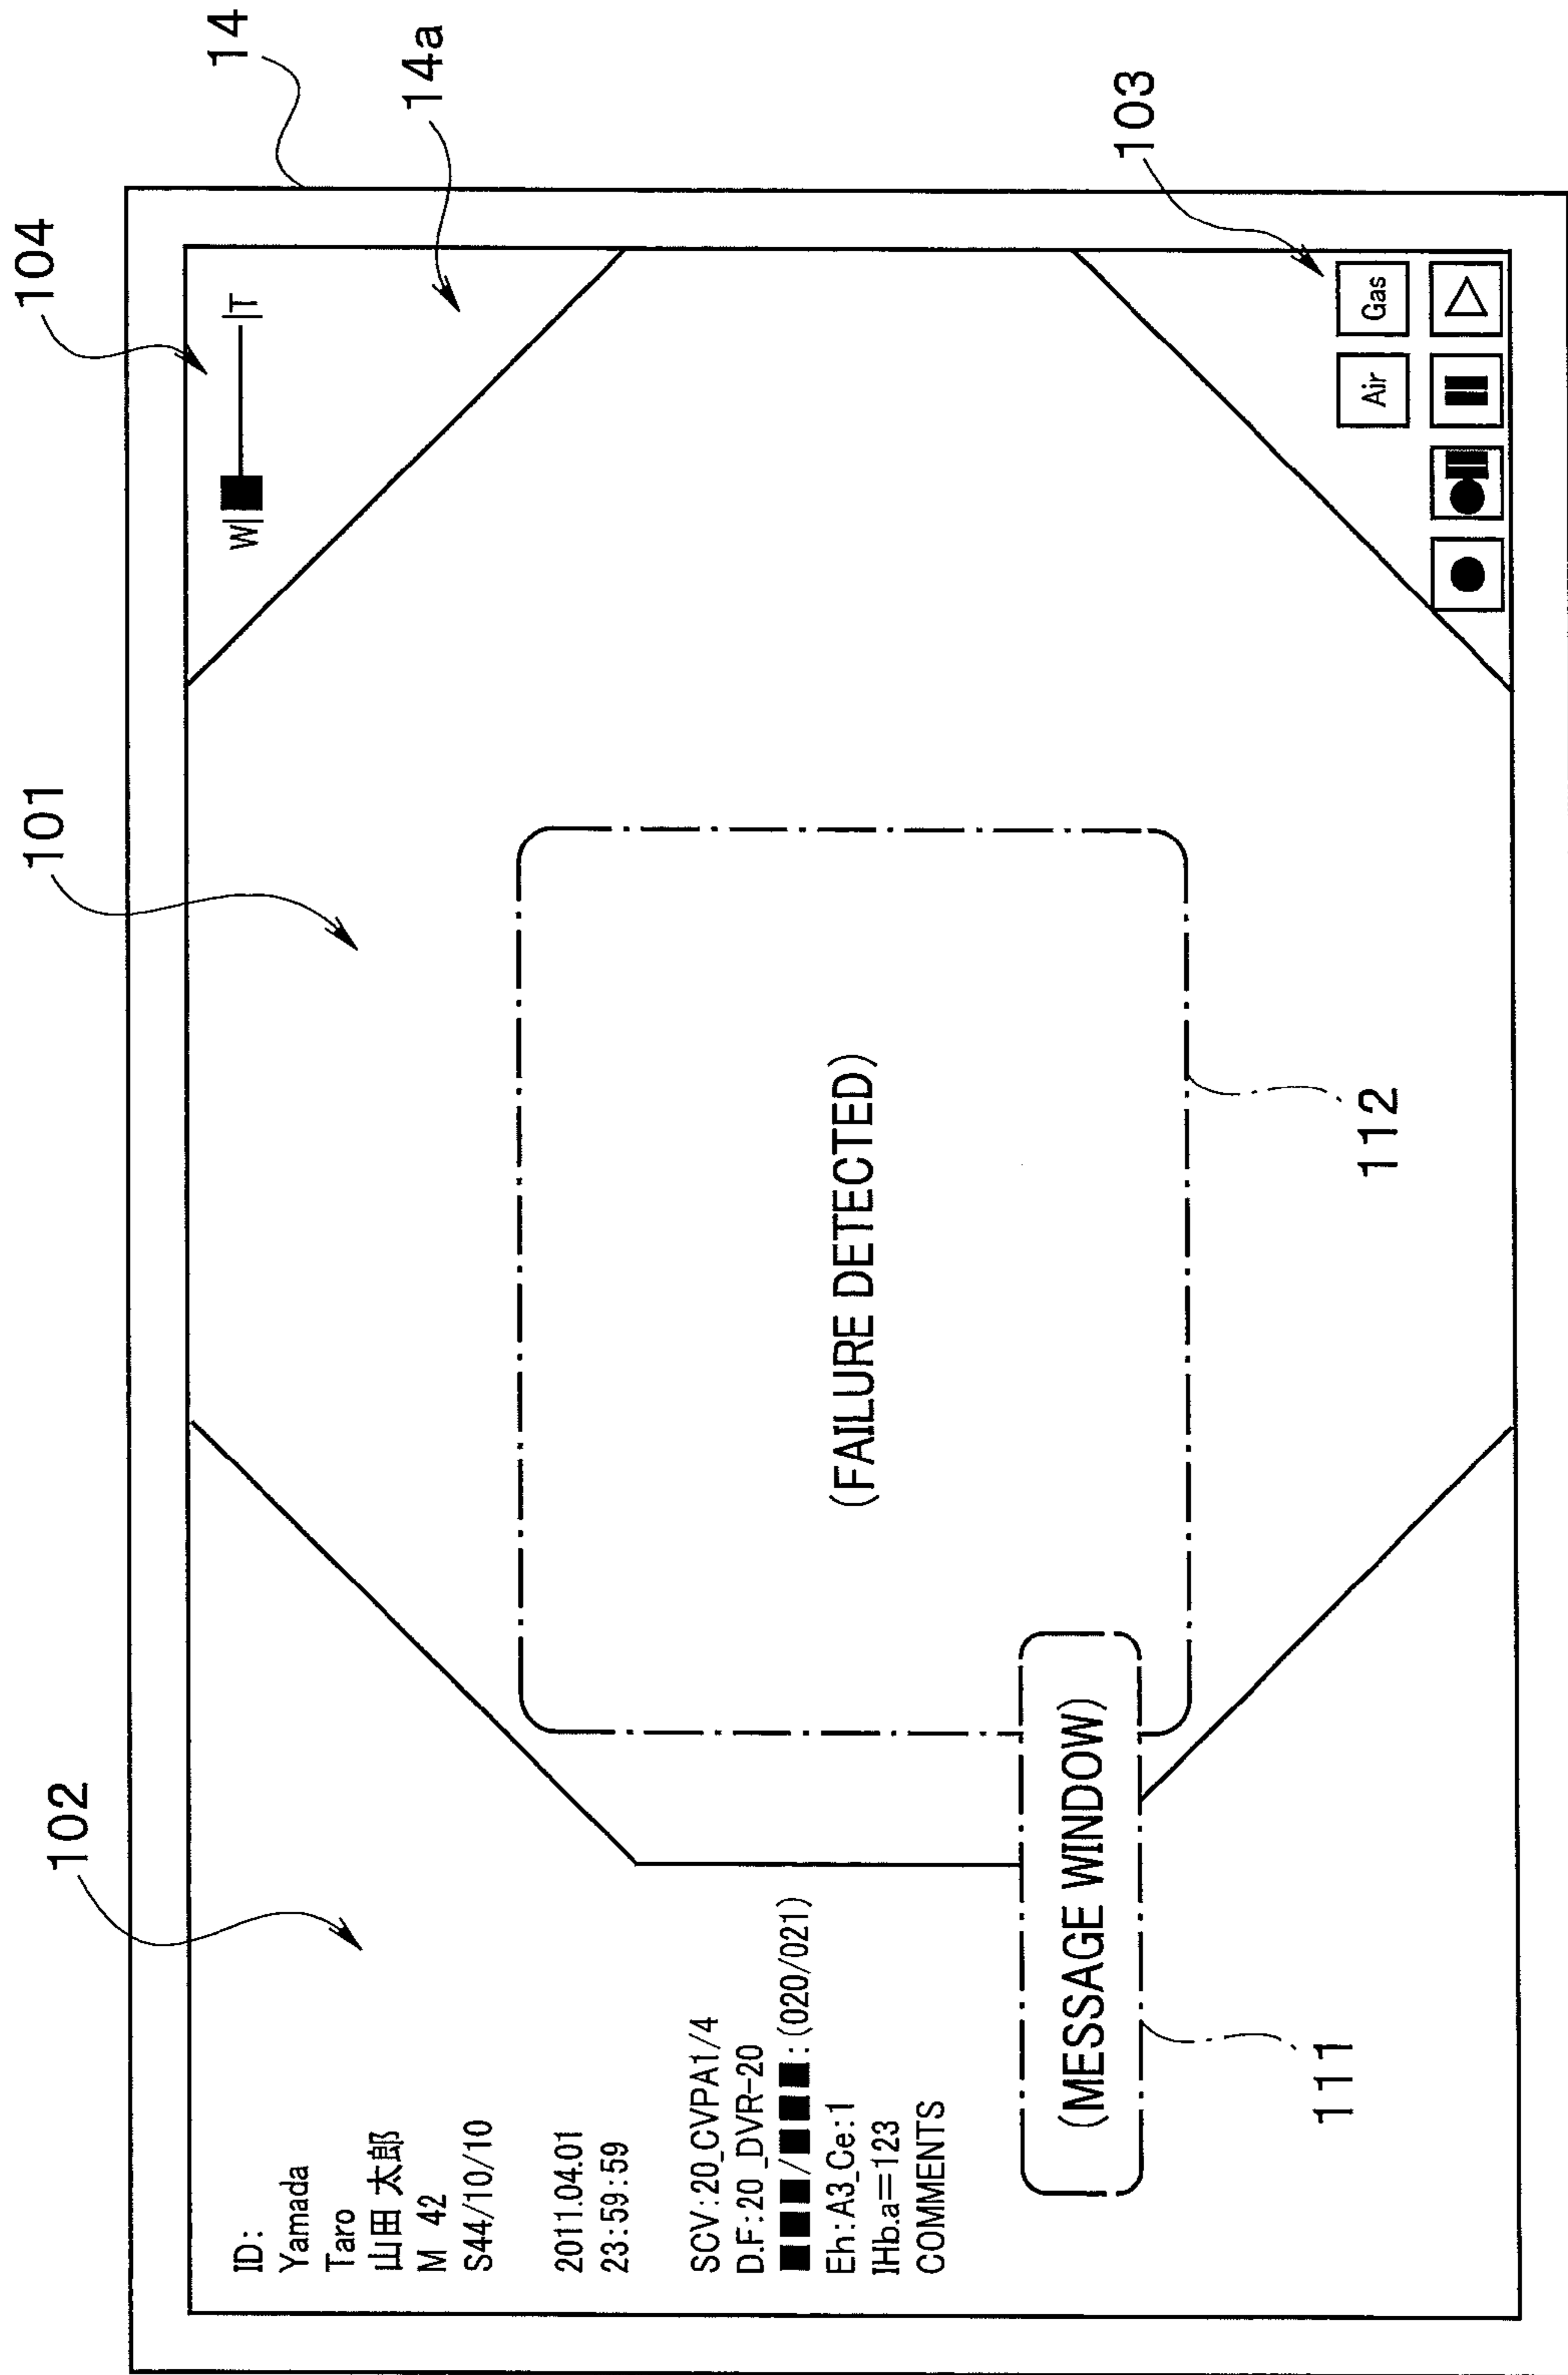 14
14a
104
W
T
101
102
ID:
Yamada
Taro
山田 太郎
M 42
S44/10/10
2011.04.01
23:59:59
SCV:20_CVPA1/4
D.F:20_DVR-20
■■■/■■■:(020/021)
Eh:A3_Ce:1
IHb.a=123
COMMENTS
(FAILURE DETECTED)
(MESSAGE WINDOW)
103
Air Gas
111
112